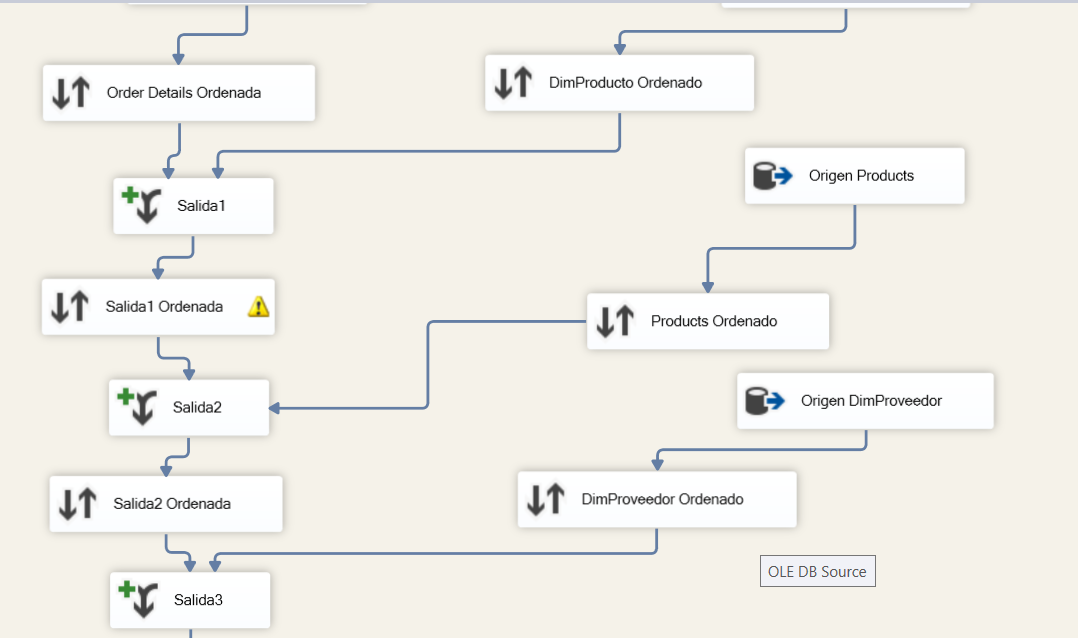 Order Details Ordenada
DimProducto Ordenado
Origen Products
Salida1
Salida1 Ordenada
Products Ordenado
Origen DimProveedor
Salida2
Salida2 Ordenada
DimProveedor Ordenado
OLE DB Source
Salida3